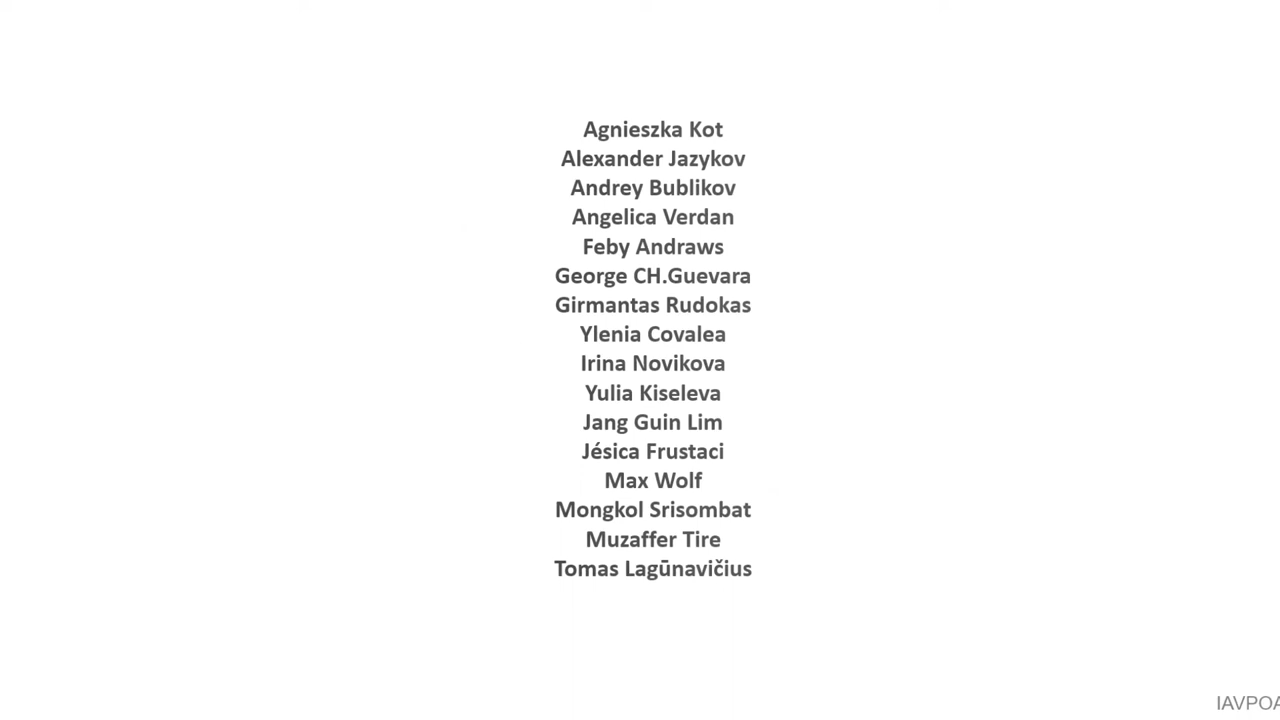 Agnieszka Kot
Alexander Jazykov
Andrey Bublikov
Angelica Verdan
Feby Andraws
George CH.Guevara
Girmantas Rudokas
Ylenia Covalea
Irina Novikova
Yulia Kiseleva
Jang Guin Lim
Jésica Frustaci
Max Wolf
Mongkol Srisombat
Muzaffer Tire
Tomas Lagūnavičius
IAVPOA